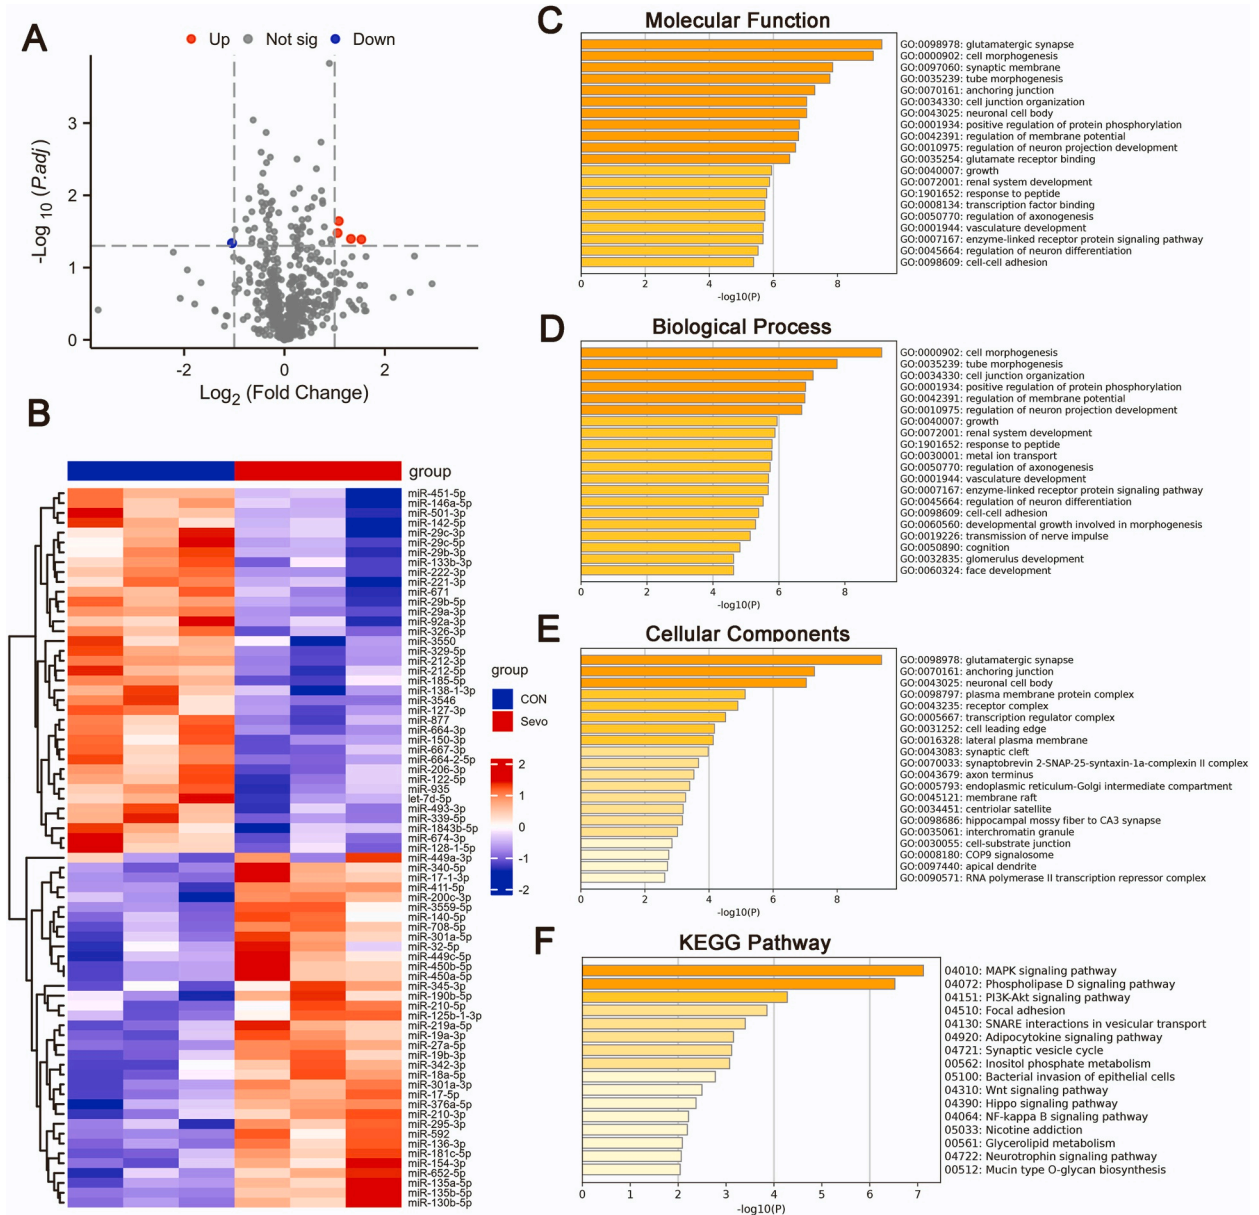 A
Up Not sig Down
3
2
1
0
-2 0 2
-Log 10 (P.adj)
Log2 (Fold Change)
B
group
miR-451-5p
miR-146a-5p
miR-501-3p
miR-142-5p
miR-29c-3p
miR-29c-5p
miR-29b-3p
miR-133b-3p
miR-222-3p
miR-221-3p
miR-671
miR-29b-5p
miR-29a-3p
miR-92a-3p
miR-326-3p
miR-3550
miR-329-5p
miR-212-3p
miR-212-5p
miR-185-5p
miR-138-1-3p
miR-3546
miR-127-3p
miR-877
miR-664-3p
miR-150-3p
miR-667-3p
miR-664-2-5p
miR-206-3p
miR-122-5p
miR-935
let-7d-5p
miR-493-3p
miR-339-5p
miR-1843b-5p
miR-674-3p
miR-128-1-5p
miR-449a-3p
miR-340-5p
miR-17-1-3p
miR-411-5p
miR-200c-3p
miR-3559-5p
miR-140-5p
miR-708-5p
miR-301a-5p
miR-32-5p
miR-449c-5p
miR-450b-5p
miR-450a-5p
miR-345-3p
miR-190b-5p
miR-210-5p
miR-125b-1-3p
miR-219a-5p
miR-19a-3p
miR-27a-5p
miR-19b-3p
miR-342-3p
miR-18a-5p
miR-301a-3p
miR-17-5p
miR-376a-5p
miR-210-3p
miR-295-3p
miR-592
miR-136-3p
miR-181c-5p
miR-154-3p
miR-652-5p
miR-135a-5p
miR-135b-5p
miR-130b-5p
group
CON
Sevo
2
1
0
-1
-2
C
Molecular Function
GO:0098978: glutamatergic synapse
GO:0000902: cell morphogenesis
GO:0097060: synaptic membrane
GO:0035239: tube morphogenesis
GO:0070161: anchoring junction
GO:0034330: cell junction organization
GO:0043025: neuronal cell body
GO:0001934: positive regulation of protein phosphorylation
GO:0042391: regulation of membrane potential
GO:0010975: regulation of neuron projection development
GO:0035254: glutamate receptor binding
GO:0040007: growth
GO:0072001: renal system development
GO:1901652: response to peptide
GO:0008134: transcription factor binding
GO:0050770: regulation of axonogenesis
GO:0001944: vasculature development
GO:0007167: enzyme-linked receptor protein signaling pathway
GO:0045664: regulation of neuron differentiation
GO:0098609: cell-cell adhesion
0 2 4 6 8
-log10(P)
D
Biological Process
GO:0000902: cell morphogenesis
GO:0035239: tube morphogenesis
GO:0034330: cell junction organization
GO:0001934: positive regulation of protein phosphorylation
GO:0042391: regulation of membrane potential
GO:0010975: regulation of neuron projection development
GO:0040007: growth
GO:0072001: renal system development
GO:1901652: response to peptide
GO:0030001: metal ion transport
GO:0050770: regulation of axonogenesis
GO:0001944: vasculature development
GO:0007167: enzyme-linked receptor protein signaling pathway
GO:0045664: regulation of neuron differentiation
GO:0098609: cell-cell adhesion
GO:0060560: developmental growth involved in morphogenesis
GO:0019226: transmission of nerve impulse
GO:0050890: cognition
GO:0032835: glomerulus development
GO:0060324: face development
0 2 4 6 8
-log10(P)
E
Cellular Components
GO:0098978: glutamatergic synapse
GO:0070161: anchoring junction
GO:0043025: neuronal cell body
GO:0098797: plasma membrane protein complex
GO:0043235: receptor complex
GO:0005667: transcription regulator complex
GO:0031252: cell leading edge
GO:0016328: lateral plasma membrane
GO:0043083: synaptic cleft
GO:0070033: synaptobrevin 2-SNAP-25-syntaxin-1a-complexin II complex
GO:0043679: axon terminus
GO:0005793: endoplasmic reticulum-Golgi intermediate compartment
GO:0045121: membrane raft
GO:0034451: centriolar satellite
GO:0098686: hippocampal mossy fiber to CA3 synapse
GO:0035061: interchromatin granule
GO:0030055: cell-substrate junction
GO:0008180: COP9 signalosome
GO:0097440: apical dendrite
GO:0090571: RNA polymerase II transcription repressor complex
0 2 4 6 8
-log10(P)
F
KEGG Pathway
04010: MAPK signaling pathway
04072: Phospholipase D signaling pathway
04151: PI3K-Akt signaling pathway
04510: Focal adhesion
04130: SNARE interactions in vesicular transport
04920: Adipocytokine signaling pathway
04721: Synaptic vesicle cycle
00562: Inositol phosphate metabolism
05100: Bacterial invasion of epithelial cells
04310: Wnt signaling pathway
04390: Hippo signaling pathway
04064: NF-kappa B signaling pathway
05033: Nicotine addiction
00561: Glycerolipid metabolism
04722: Neurotrophin signaling pathway
00512: Mucin type O-glycan biosynthesis
0 1 2 3 4 5 6 7
-log10(P)